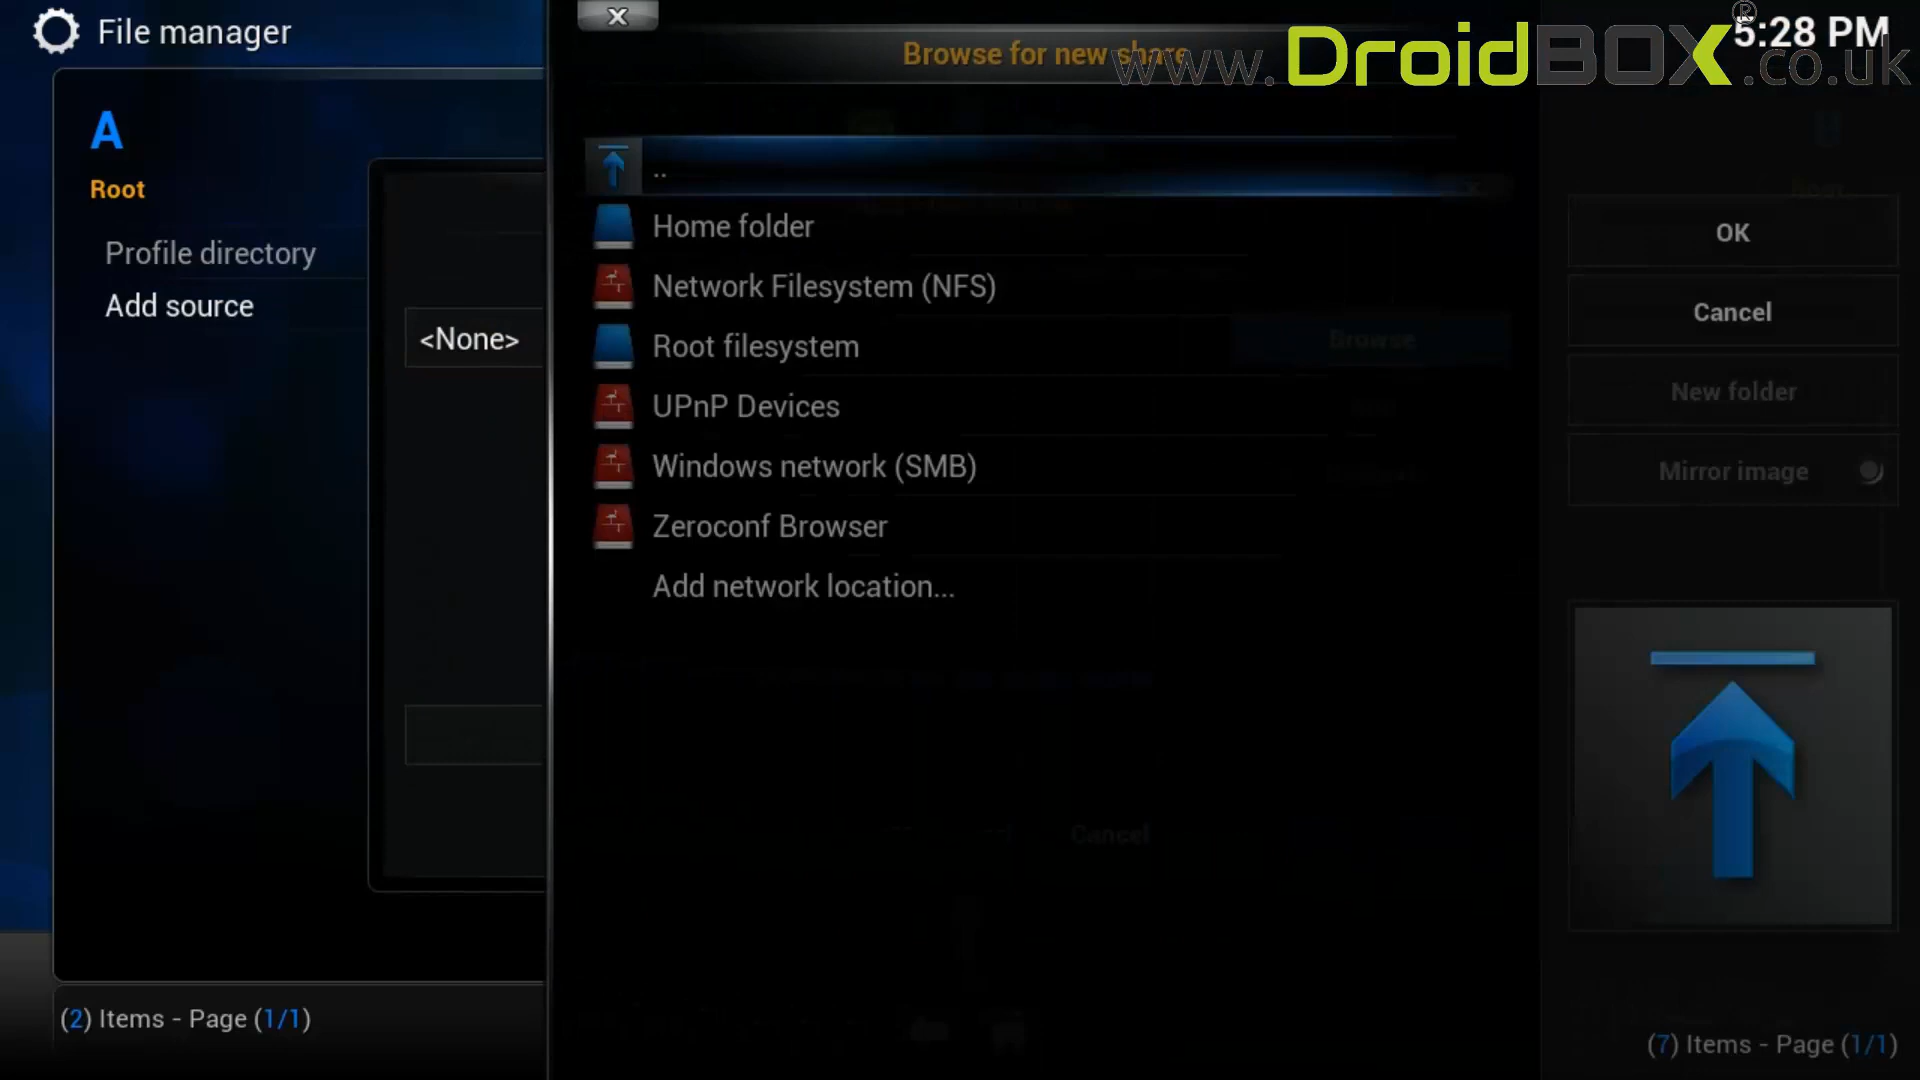 File manager
X
Browse for new share
5:28 PM
www.DroidBOX.co.uk
®
A
Root
Profile directory
Add source
<None>
..
Home folder
Network Filesystem (NFS)
Root filesystem
UPnP Devices
Windows network (SMB)
Zeroconf Browser
Add network location...
Browse
Cancel
OK
Cancel
New folder
Mirror image
(2) Items - Page (1/1)
(7) Items - Page (1/1)